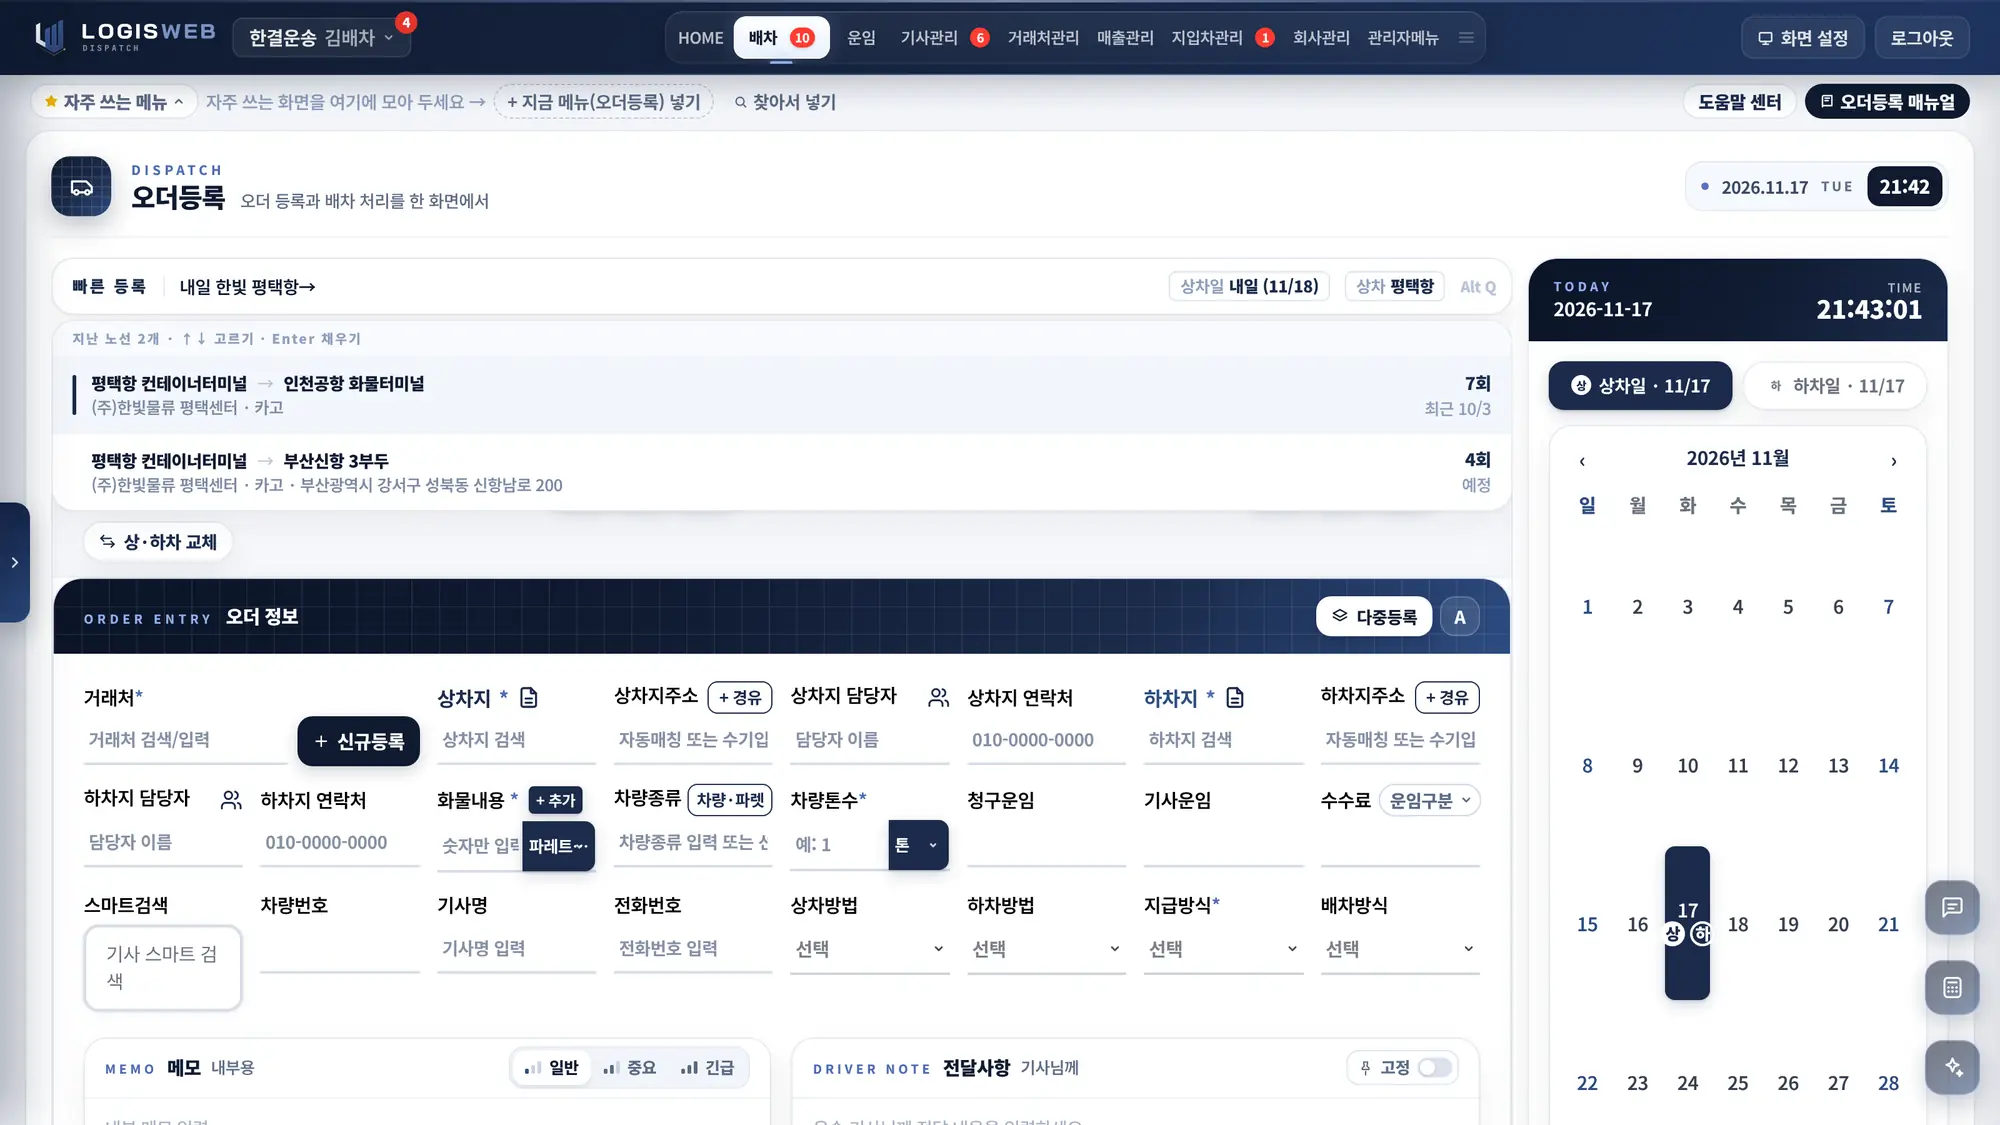 LOGISWEB
DISPATCH
한결운송 김배차
4
HOME
배차 10
운임
기사관리 6
거래처관리
매출관리
지입차관리 1
회사관리
관리자메뉴
화면 설정
로그아웃
자주 쓰는 메뉴
자주 쓰는 화면을 여기에 모아 두세요 →
+ 지금 메뉴(오더등록) 넣기
찾아서 넣기
도움말 센터
오더등록 매뉴얼
DISPATCH
오더등록 오더 등록과 배차 처리를 한 화면에서
2026.11.17 TUE 21:42
빠른 등록 내일 한빛 평택항→
상차일 내일 (11/18)
상차 평택항
Alt Q
지난 노선 2개 · ↑↓ 고르기 · Enter 채우기
평택항 컨테이너터미널 → 인천공항 화물터미널 7회
(주)한빛물류 평택센터 · 카고 최근 10/3
평택항 컨테이너터미널 → 부산신항 3부두 4회
(주)한빛물류 평택센터 · 카고 · 부산광역시 강서구 성북동 신항남로 200 예정
상·하차 교체
ORDER ENTRY 오더 정보
다중등록
A
거래처*
거래처 검색/입력
+ 신규등록
상차지 *
상차지 검색
상차지주소 + 경유
자동매칭 또는 수기입
상차지 담당자
담당자 이름
상차지 연락처
010-0000-0000
하차지 *
하차지 검색
하차지주소 + 경유
자동매칭 또는 수기입
하차지 담당자
담당자 이름
하차지 연락처
010-0000-0000
화물내용 * + 추가
숫자만 입력
파레트
차량종류 차량·파렛
차량종류 입력 또는
차량톤수*
예: 1
톤
청구운임
기사운임
수수료 운임구분
스마트검색
기사 스마트 검
색
차량번호
기사명
기사명 입력
전화번호
전화번호 입력
상차방법
선택
하차방법
선택
지급방식*
선택
배차방식
선택
MEMO 메모 내부용
일반 중요 긴급
내부 메모 입력
DRIVER NOTE 전달사항 기사님께
고정
TODAY
2026-11-17
TIME
21:43:01
상 상차일 · 11/17
하 하차일 · 11/17
‹ 2026년 11월 ›
일 월 화 수 목 금 토
1 2 3 4 5 6 7
8 9 10 11 12 13 14
15 16 17 18 19 20 21
상 하
22 23 24 25 26 27 28